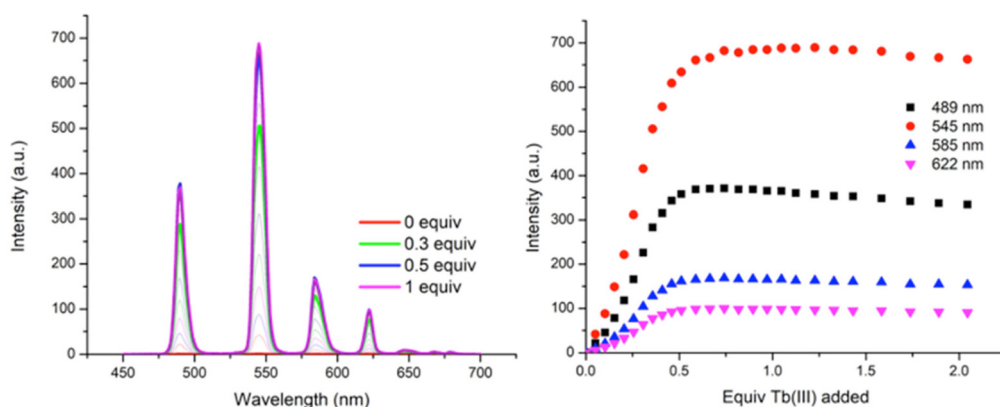 700
600
500
400
300
200
100
0
Intensity (a.u.)
450
500
550
600
650
700
Wavelength (nm)
0 equiv
0.3 equiv
0.5 equiv
1 equiv
700
600
500
400
300
200
100
0
Intensity (a.u.)
0.0
0.5
1.0
1.5
2.0
Equiv Tb(III) added
489 nm
545 nm
585 nm
622 nm